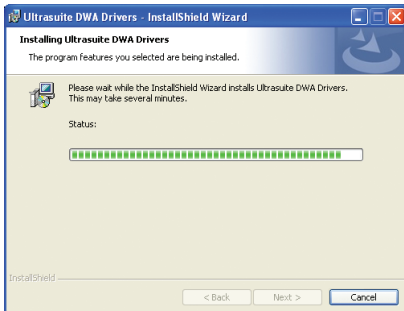 Ultrasuite DWA Drivers - InstallShield Wizard
Installing Ultrasuite DWA Drivers
The program features you selected are being installed.
Please wait while the InstallShield Wizard installs Ultrasuite DWA Drivers.
This may take several minutes.
Status:
InstallShield
< Back
Next >
Cancel